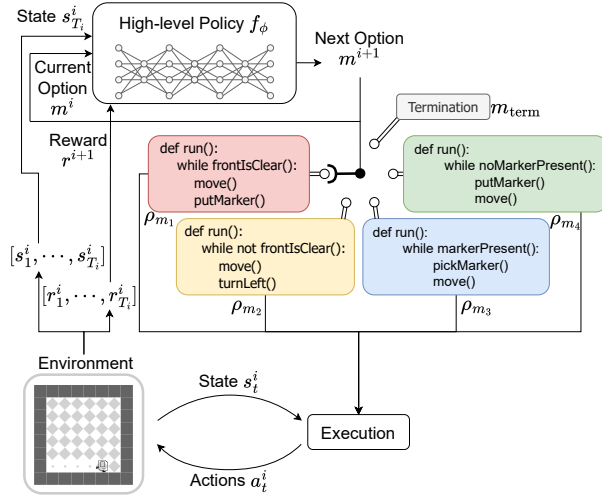 State $s^i_{T_i}$
High-level Policy $f_\phi$
Next Option
$m^{i+1}$
Current
Option
$m^i$
Reward
$r^{i+1}$
Termination
$m_{\text{term}}$
def run():
while frontIsClear():
move()
putMarker()
$\rho_{m_1}$
def run():
while noMarkerPresent():
putMarker()
move()
$\rho_{m_4}$
def run():
while not frontIsClear():
move()
turnLeft()
$\rho_{m_2}$
def run():
while markerPresent():
pickMarker()
move()
$\rho_{m_3}$
$[s^i_1, \cdots, s^i_{T_i}]$
$[r^i_1, \cdots, r^i_{T_i}]$
Environment
State $s^i_t$
Execution
Actions $a^i_t$